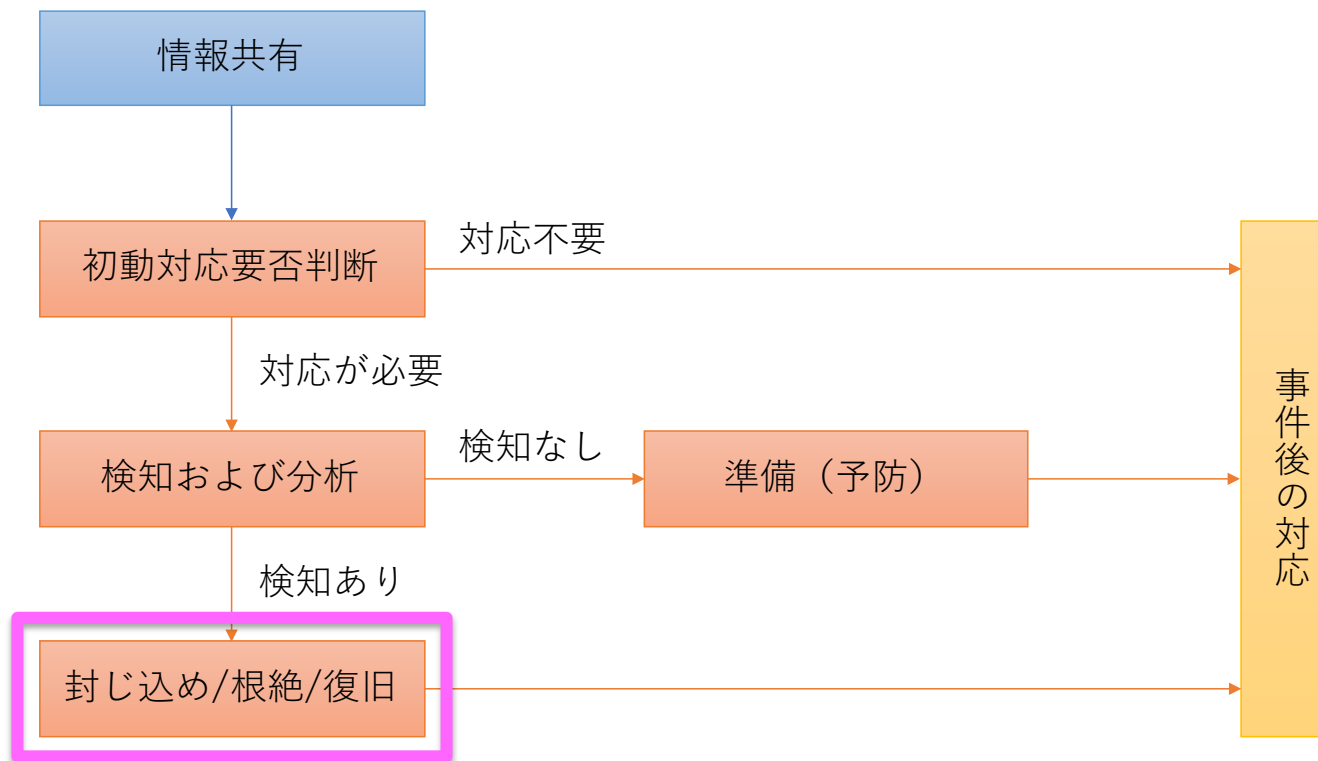 情報共有
初動対応要否判断
対応不要
対応が必要
検知および分析
検知なし
準備（予防）
検知あり
封じ込め/根絶/復旧
事件後の対応